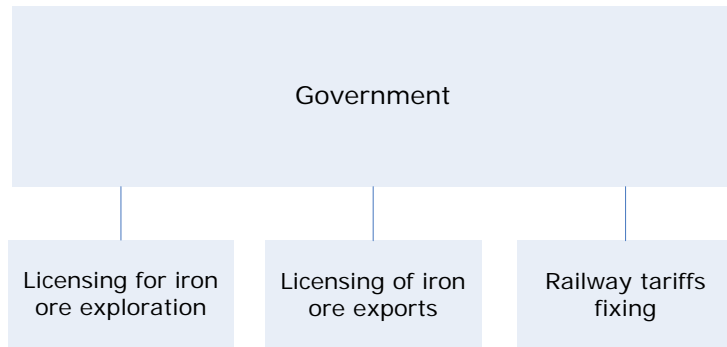 Government
Licensing for iron
ore exploration
Licensing of iron
ore exports
Railway tariffs
fixing